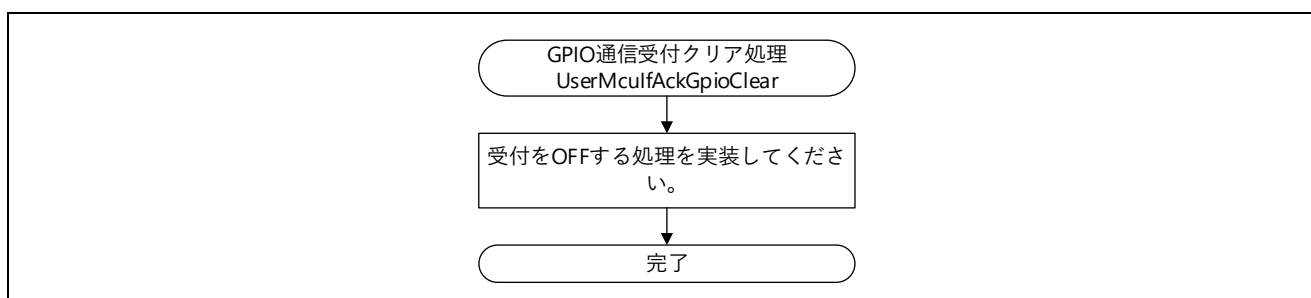 GPIO通信受付クリア処理
UserMcuIfAckGpioClear
受付をOFFする処理を実装してくださ
い。
完了